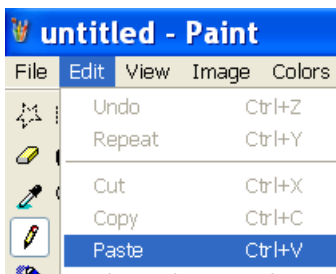 untitled - Paint
File Edit View Image Colors
Undo Ctrl+Z
Repeat Ctrl+Y
Cut Ctrl+X
Copy Ctrl+C
Paste Ctrl+V